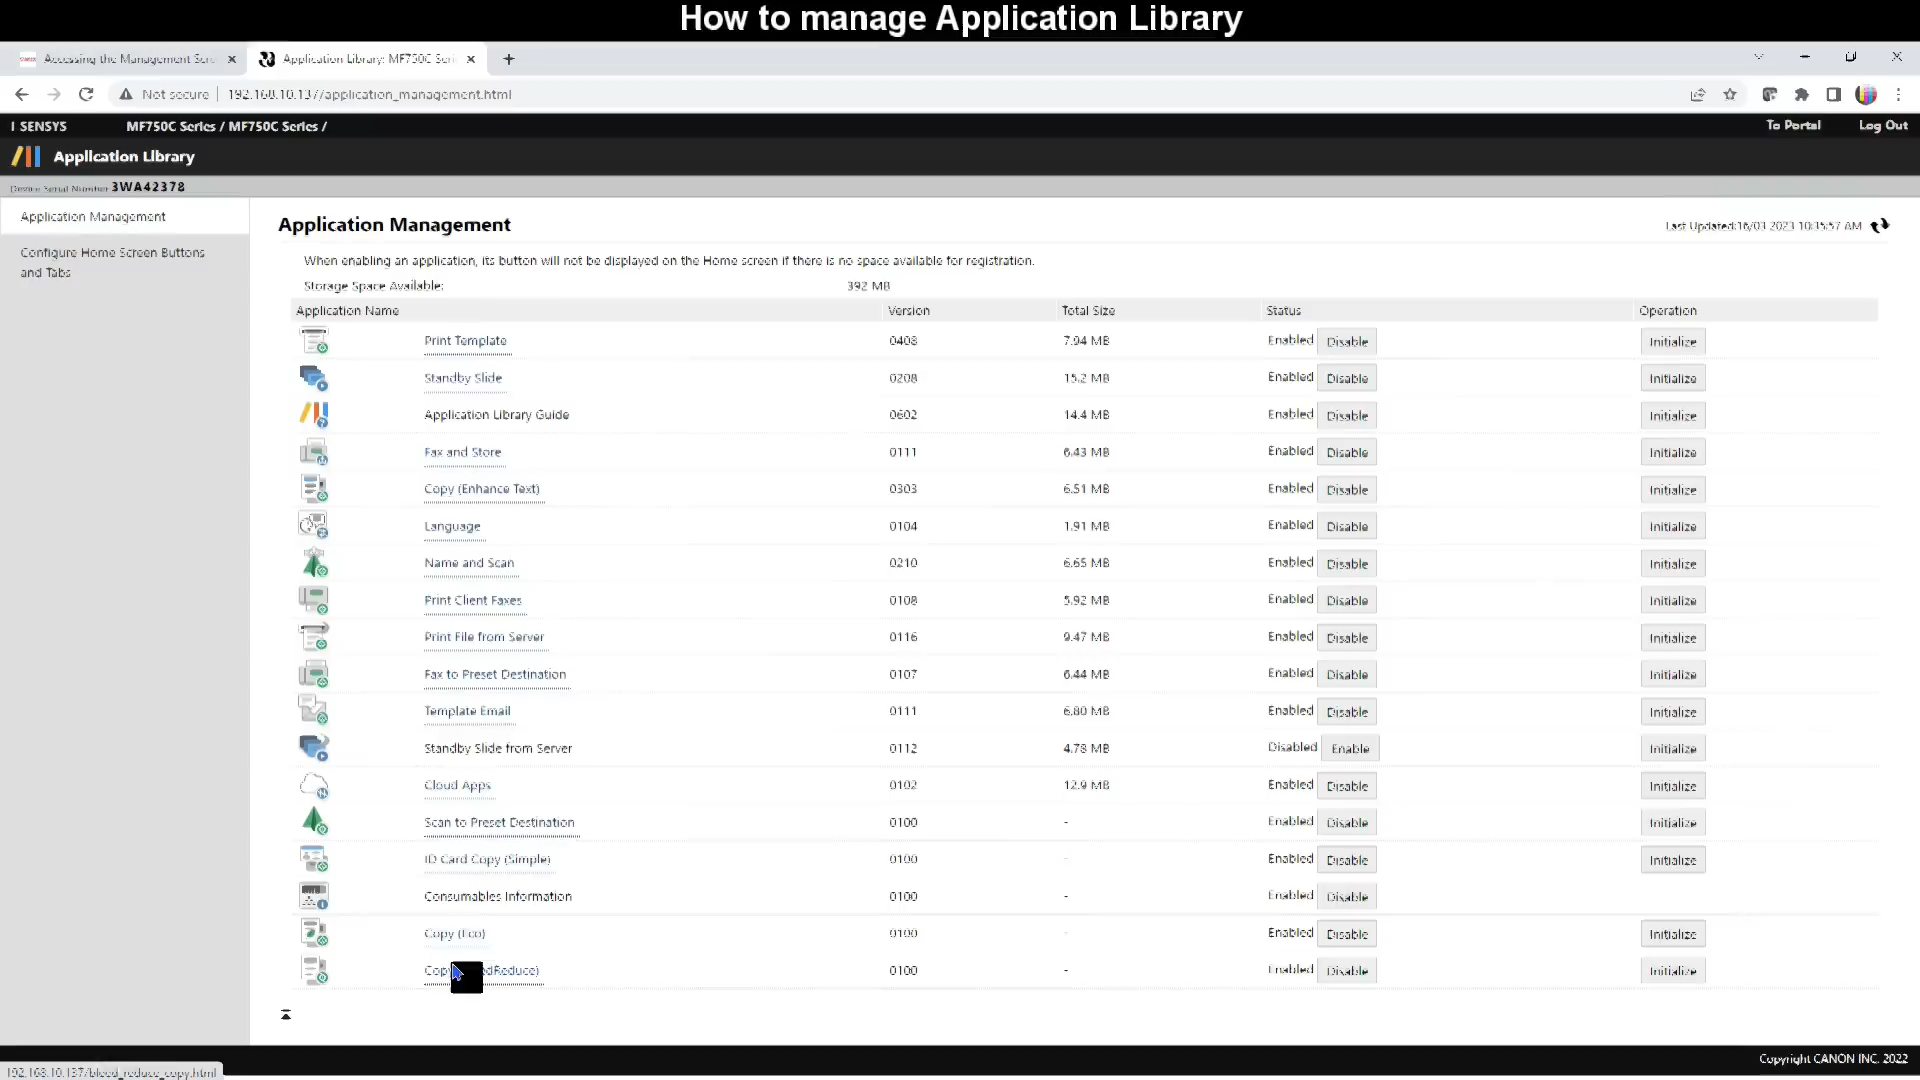 How to manage Application Library
Accessing the Management Scre
Application Library: MF750C Seri
Not secure 192.168.10.137/application_management.html
I SENSYS MF750C Series / MF750C Series / To Portal Log Out
Application Library
Device Serial Number 3WA42378
Application Management
Configure Home Screen Buttons
and Tabs
Application Management
Last Updated:16/03 2023 10:35:57 AM
When enabling an application, its button will not be displayed on the Home screen if there is no space available for registration.
Storage Space Available: 392 MB
Application Name Version Total Size Status Operation
Print Template 0408 7.94 MB Enabled Disable Initialize
Standby Slide 0208 15.2 MB Enabled Disable Initialize
Application Library Guide 0602 14.4 MB Enabled Disable Initialize
Fax and Store 0111 6.43 MB Enabled Disable Initialize
Copy (Enhance Text) 0303 6.51 MB Enabled Disable Initialize
Language 0104 1.91 MB Enabled Disable Initialize
Name and Scan 0210 6.65 MB Enabled Disable Initialize
Print Client Faxes 0108 5.92 MB Enabled Disable Initialize
Print File from Server 0116 9.47 MB Enabled Disable Initialize
Fax to Preset Destination 0107 6.44 MB Enabled Disable Initialize
Template Email 0111 6.80 MB Enabled Disable Initialize
Standby Slide from Server 0112 4.78 MB Disabled Enable Initialize
Cloud Apps 0102 12.9 MB Enabled Disable Initialize
Scan to Preset Destination 0100 - Enabled Disable Initialize
ID Card Copy (Simple) 0100 - Enabled Disable Initialize
Consumables Information 0100 - Enabled Disable
Copy (Eco) 0100 - Enabled Disable Initialize
Reduce) 0100 - Enabled Disable Initialize
Copyright CANON INC. 2022
192.168.10.137/bleed_reduce_copy.html